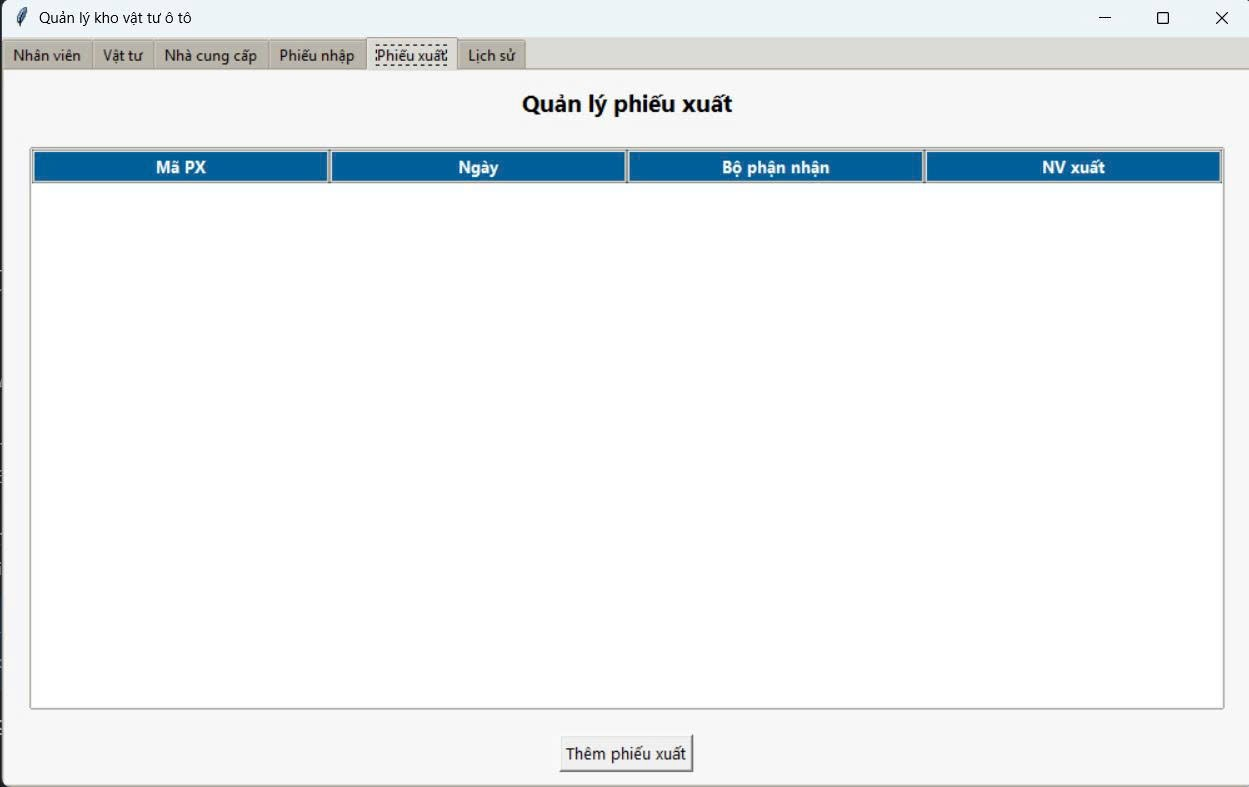 Quản lý kho vật tư ô tô
Nhân viên Vật tư Nhà cung cấp Phiếu nhập Phiếu xuất Lịch sử
Quản lý phiếu xuất
Mã PX Ngày Bộ phận nhận NV xuất
Thêm phiếu xuất